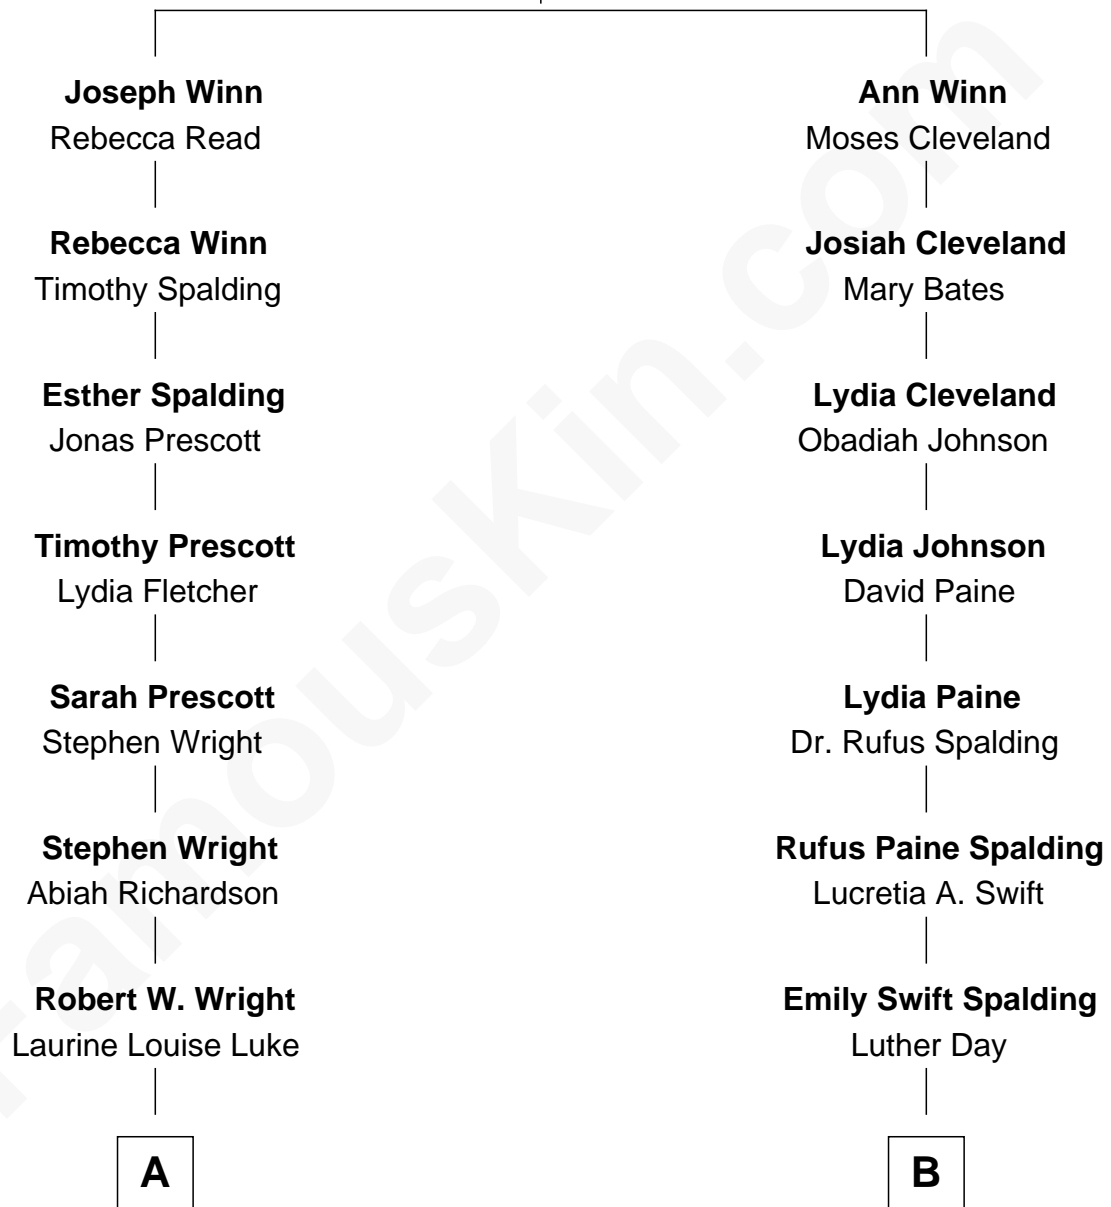 Joseph Winn
Rebecca Read
Ann Winn
Moses Cleveland
Rebecca Winn
Timothy Spalding
Josiah Cleveland
Mary Bates
Esther Spalding
Jonas Prescott
Lydia Cleveland
Obadiah Johnson
Timothy Prescott
Lydia Fletcher
Lydia Johnson
David Paine
Sarah Prescott
Stephen Wright
Lydia Paine
Dr. Rufus Spalding
Stephen Wright
Abiah Richardson
Rufus Paine Spalding
Lucretia A. Swift
Robert W. Wright
Laurine Louise Luke
Emily Swift Spalding
Luther Day
A
B
FamousKin.com